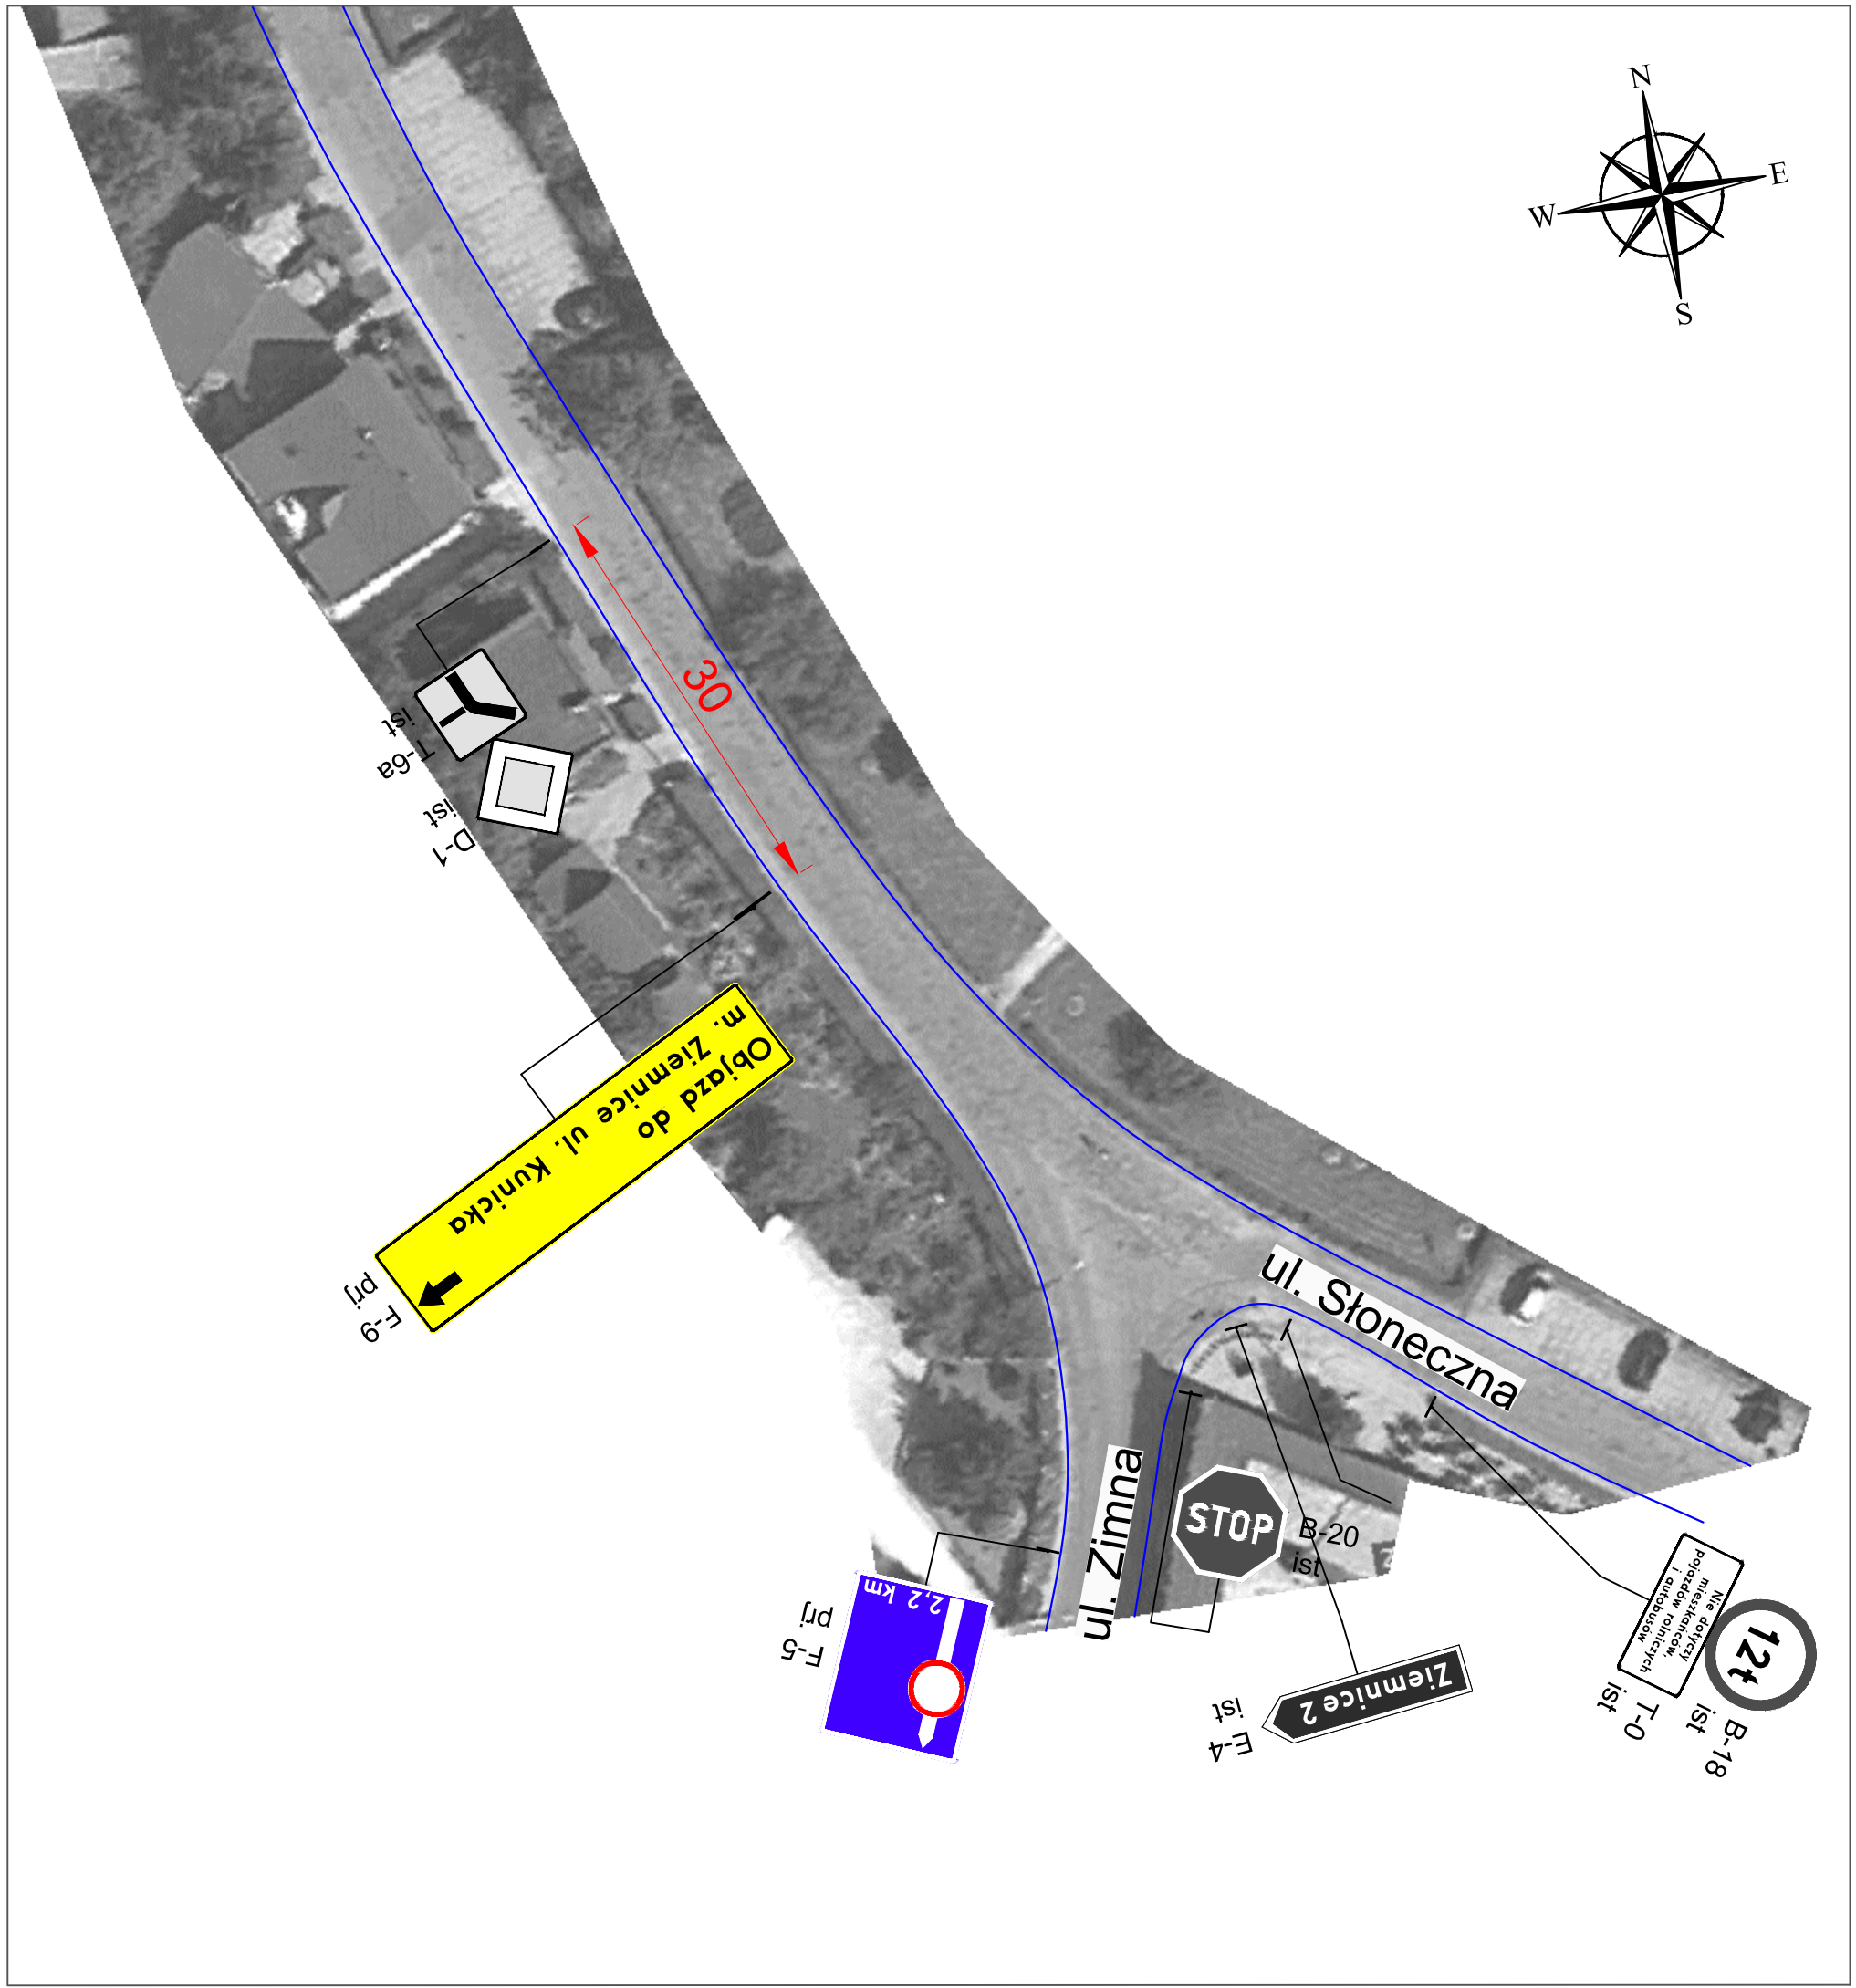 N
E
W
S
30
T-6a
ist
D-1
ist
Objazd do
m. Ziemnice ul. Kunicka
F-9
prj
ul. Słoneczna
ul. Zimna
STOP
B-20
ist
2,2 km
F-5
prj
Ziemnice 2
E-4
ist
Nie dotyczy
mieszkańców,
pojazdów rolniczych
i autobusów
T-0
ist
12t
B-18
ist